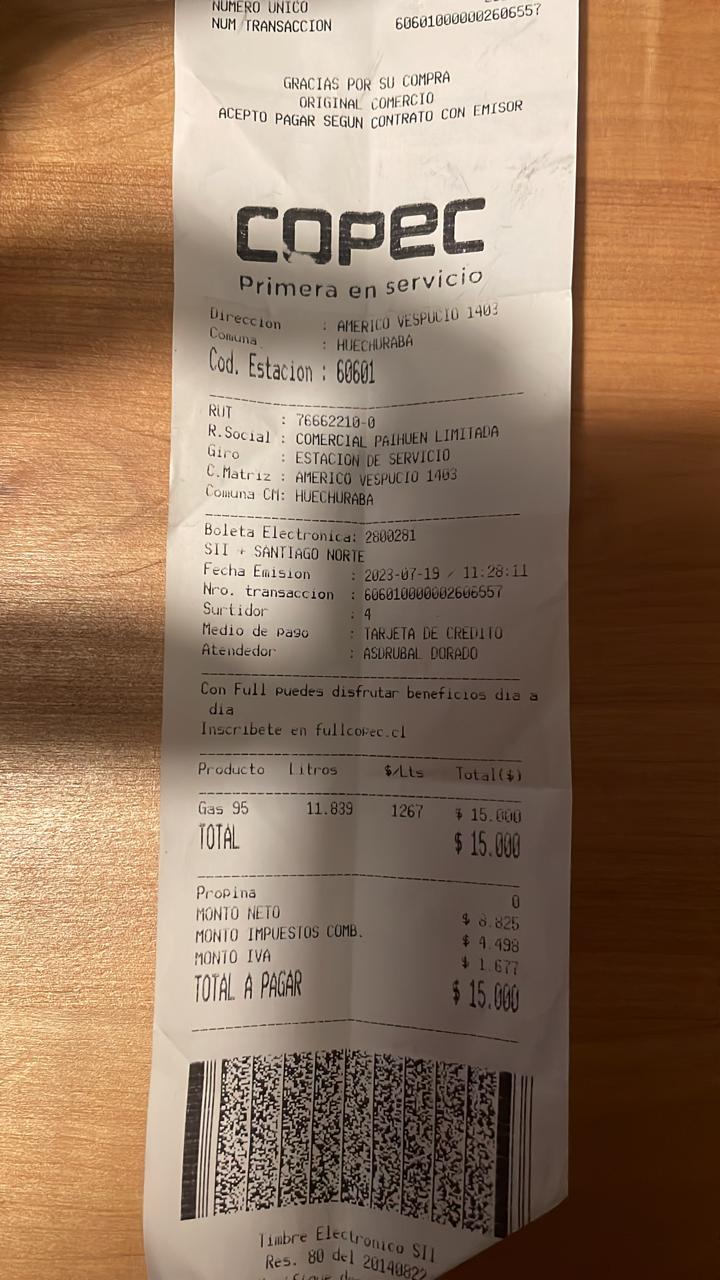 NUMERO UNICO
NUM TRANSACCION 606010000002606557
GRACIAS POR SU COMPRA
ORIGINAL COMERCIO
ACEPTO PAGAR SEGUN CONTRATO CON EMISOR
copec
Primera en servicio
Direccion : AMERICO VESPUCIO 1403
Comuna : HUECHURABA
Cod. Estacion : 60601
RUT : 76662210-0
R.Social : COMERCIAL PAIHUEN LIMITADA
Giro : ESTACION DE SERVICIO
C.Matriz : AMERICO VESPUCIO 1403
Comuna CM: HUECHURABA
Boleta Electronica: 2800281
SII + SANTIAGO NORTE
Fecha Emision : 2023-07-19 / 11:28:11
Nro. transaccion : 606010000002606557
Surtidor : 4
Medio de pago : TARJETA DE CREDITO
Atendedor : ASDRUBAL DORADO
Con Full puedes disfrutar beneficios dia a
dia
Inscribete en fullcopec.cl
Producto Litros $/Lts Total($)
Gas 95 11.839 1267 $ 15.000
TOTAL $ 15.000
Propina 0
MONTO NETO $ 8.825
MONTO IMPUESTOS COMB. $ 4.498
MONTO IVA $ 1.677
TOTAL A PAGAR $ 15.000
Timbre Electronico SII
Res. 80 del 20140822